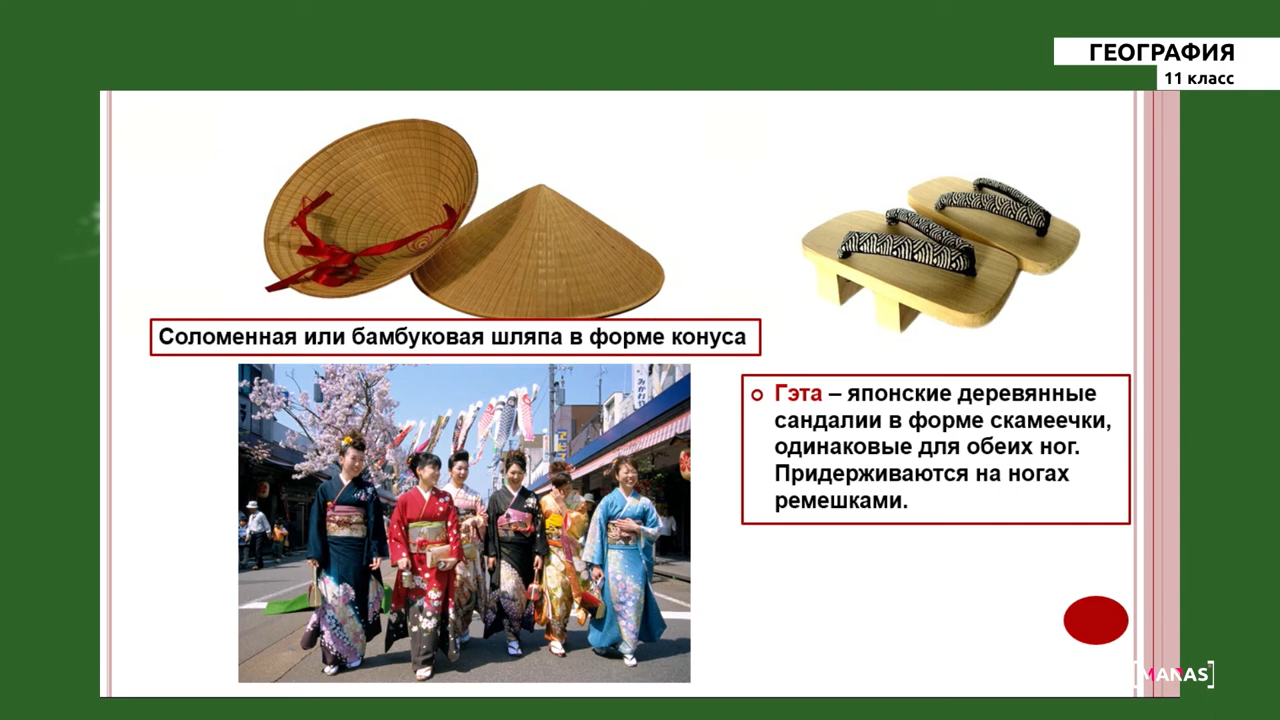 ГЕОГРАФИЯ
11 класс
Соломенная или бамбуковая шляпа в форме конуса
Гэта – японские деревянные
сандалии в форме скамеечки,
одинаковые для обеих ног.
Придерживаются на ногах
ремешками.
[MANAS]